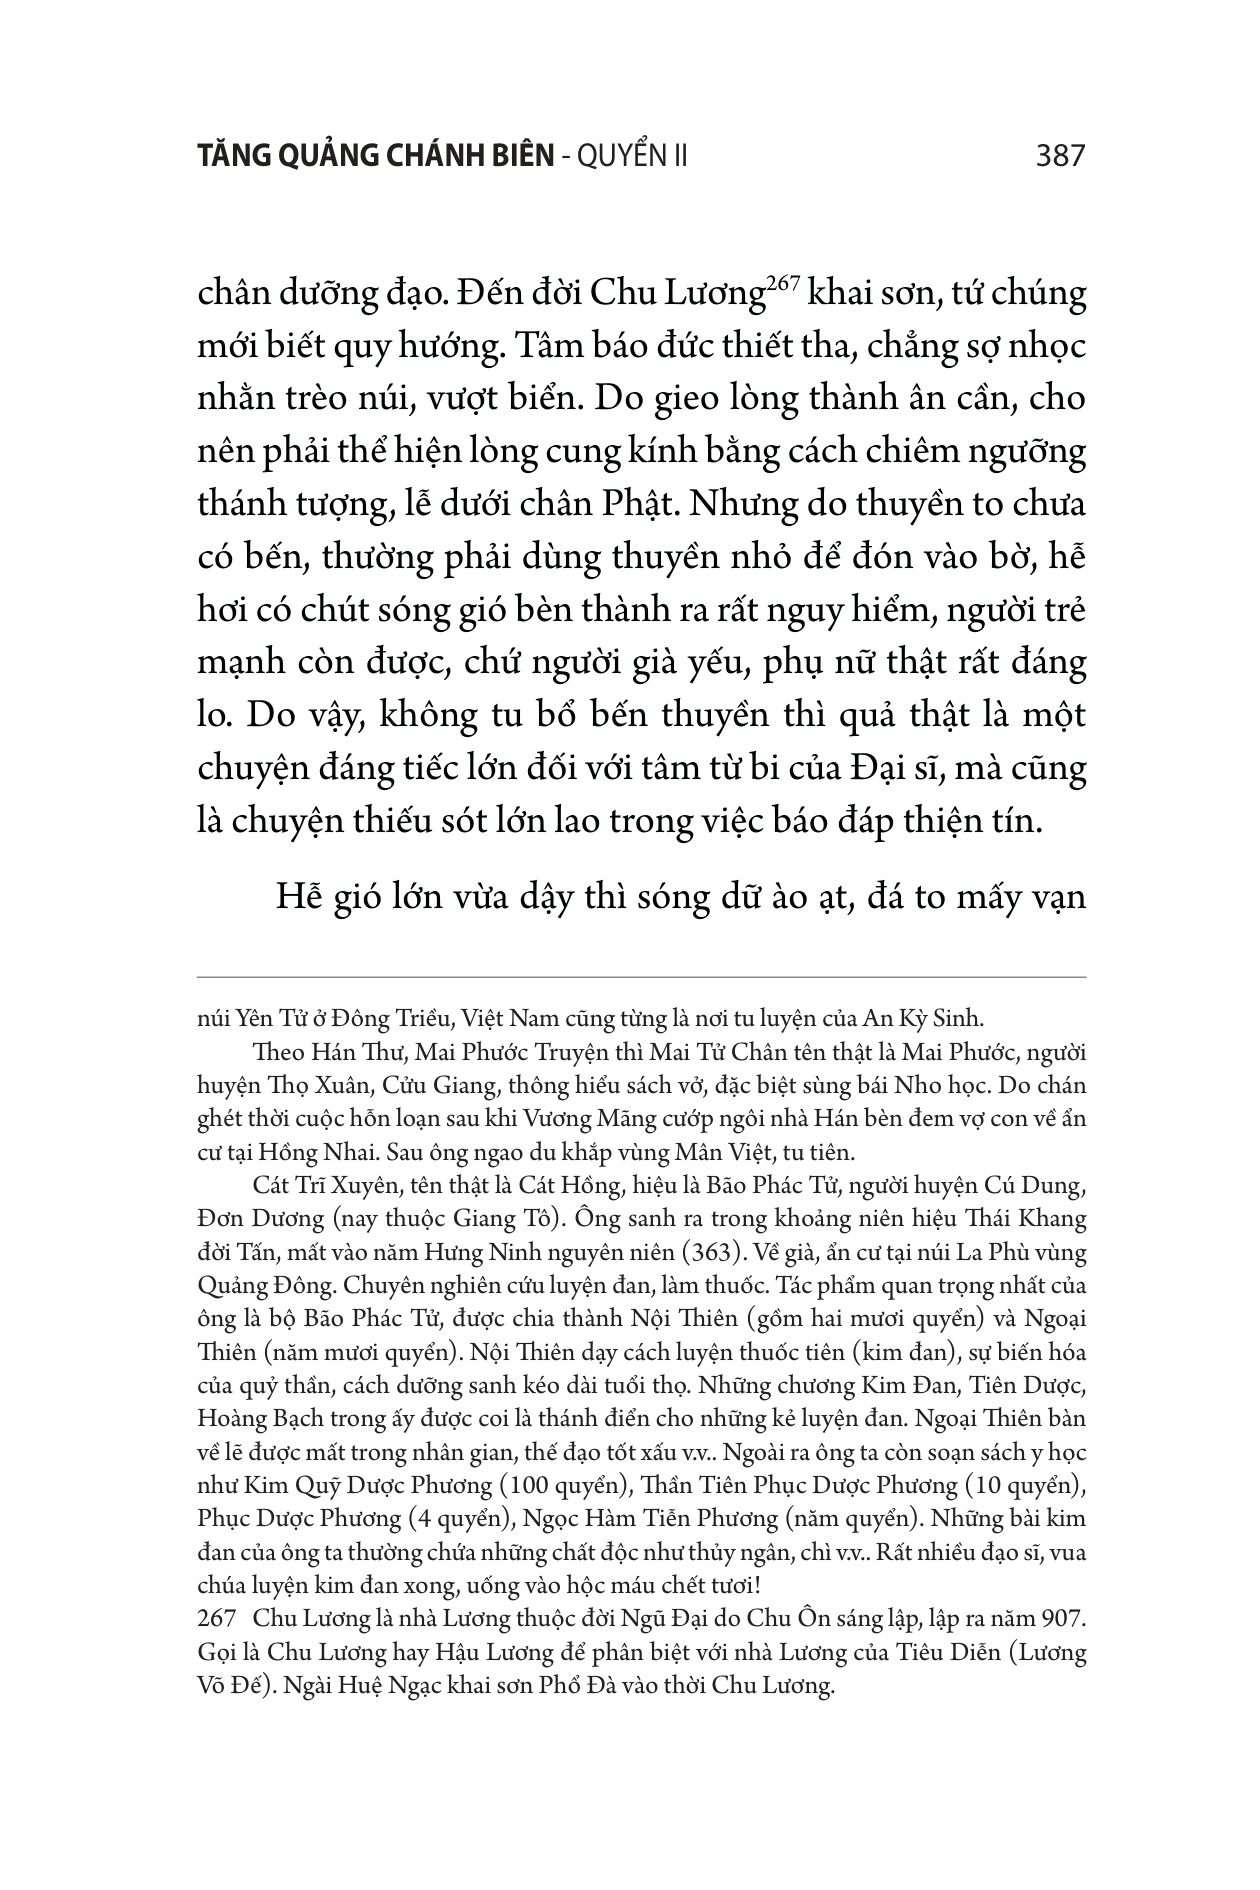 TĂNG QUẢNG CHÁNH BIÊN - QUYỂN II 387
chân dưỡng đạo. Đến đời Chu Lương267 khai sơn, tứ chúng
mới biết quy hướng. Tâm báo đức thiết tha, chẳng sợ nhọc
nhằn trèo núi, vượt biển. Do gieo lòng thành ân cần, cho
nên phải thể hiện lòng cung kính bằng cách chiêm ngưỡng
thánh tượng, lễ dưới chân Phật. Nhưng do thuyền to chưa
có bến, thường phải dùng thuyền nhỏ để đón vào bờ, hễ
hơi có chút sóng gió bèn thành ra rất nguy hiểm, người trẻ
mạnh còn được, chứ người già yếu, phụ nữ thật rất đáng
lo. Do vậy, không tu bổ bến thuyền thì quả thật là một
chuyện đáng tiếc lớn đối với tâm từ bi của Đại sĩ, mà cũng
là chuyện thiếu sót lớn lao trong việc báo đáp thiện tín.
Hễ gió lớn vừa dậy thì sóng dữ ào ạt, đá to mấy vạn
núi Yên Tử ở Đông Triều, Việt Nam cũng từng là nơi tu luyện của An Kỳ Sinh.
Theo Hán Thư, Mai Phước Truyện thì Mai Tử Chân tên thật là Mai Phước, người
huyện Thọ Xuân, Cửu Giang, thông hiểu sách vở, đặc biệt sùng bái Nho học. Do chán
ghét thời cuộc hỗn loạn sau khi Vương Mãng cướp ngôi nhà Hán bèn đem vợ con về ẩn
cư tại Hồng Nhai. Sau ông ngao du khắp vùng Mân Việt, tu tiên.
Cát Trĩ Xuyên, tên thật là Cát Hồng, hiệu là Bão Phác Tử, người huyện Cú Dung,
Đơn Dương (nay thuộc Giang Tô). Ông sanh ra trong khoảng niên hiệu Thái Khang
đời Tấn, mất vào năm Hưng Ninh nguyên niên (363). Về già, ẩn cư tại núi La Phù vùng
Quảng Đông. Chuyên nghiên cứu luyện đan, làm thuốc. Tác phẩm quan trọng nhất của
ông là bộ Bão Phác Tử, được chia thành Nội Thiên (gồm hai mươi quyển) và Ngoại
Thiên (năm mươi quyển). Nội Thiên dạy cách luyện thuốc tiên (kim đan), sự biến hóa
của quỷ thần, cách dưỡng sanh kéo dài tuổi thọ. Những chương Kim Đan, Tiên Dược,
Hoàng Bạch trong ấy được coi là thánh điển cho những kẻ luyện đan. Ngoại Thiên bàn
về lẽ được mất trong nhân gian, thế đạo tốt xấu v.v.. Ngoài ra ông ta còn soạn sách y học
như Kim Quỹ Dược Phương (100 quyển), Thần Tiên Phục Dược Phương (10 quyển),
Phục Dược Phương (4 quyển), Ngọc Hàm Tiễn Phương (năm quyển). Những bài kim
đan của ông ta thường chứa những chất độc như thủy ngân, chì v.v.. Rất nhiều đạo sĩ, vua
chúa luyện kim đan xong, uống vào hộc máu chết tươi!
267 Chu Lương là nhà Lương thuộc đời Ngũ Đại do Chu Ôn sáng lập, lập ra năm 907.
Gọi là Chu Lương hay Hậu Lương để phân biệt với nhà Lương của Tiêu Diễn (Lương
Võ Đế). Ngài Huệ Ngạc khai sơn Phổ Đà vào thời Chu Lương.